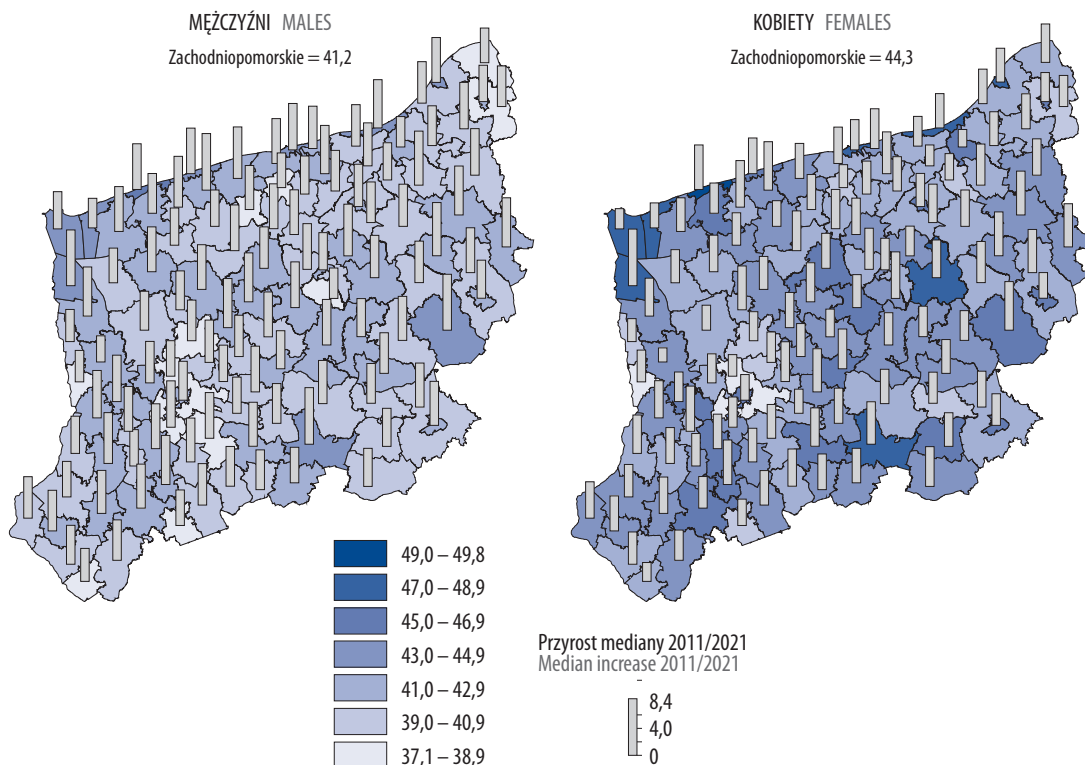 MĘŻCZYŹNI MALES
Zachodniopomorskie = 41,2
KOBIETY FEMALES
Zachodniopomorskie = 44,3
49,0 – 49,8
47,0 – 48,9
45,0 – 46,9
43,0 – 44,9
41,0 – 42,9
39,0 – 40,9
37,1 – 38,9
Przyrost mediany 2011/2021
Median increase 2011/2021
8,4
4,0
0